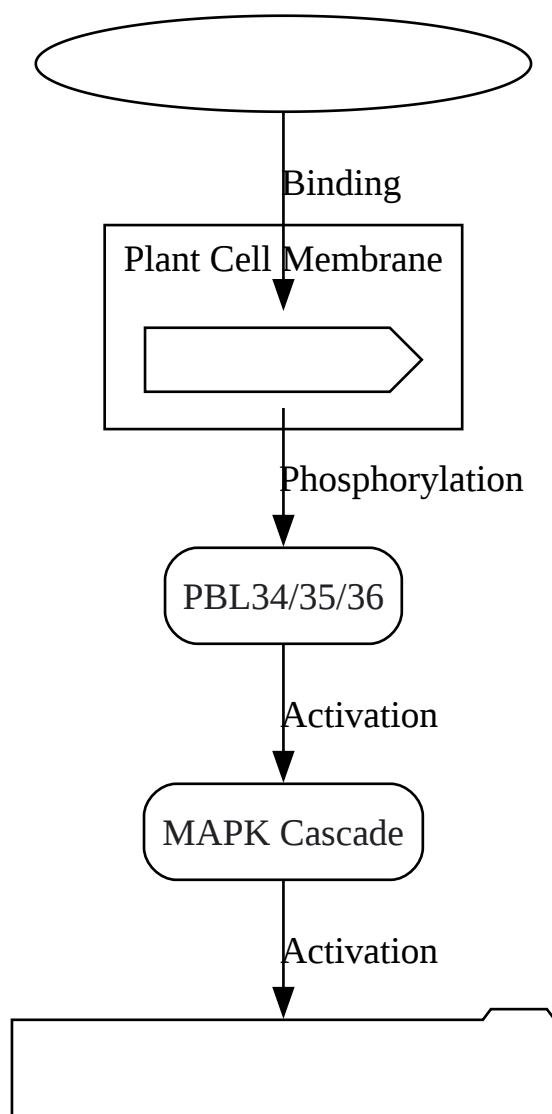 Binding
Plant Cell Membrane
Phosphorylation
PBL34/35/36
Activation
MAPK Cascade
Activation